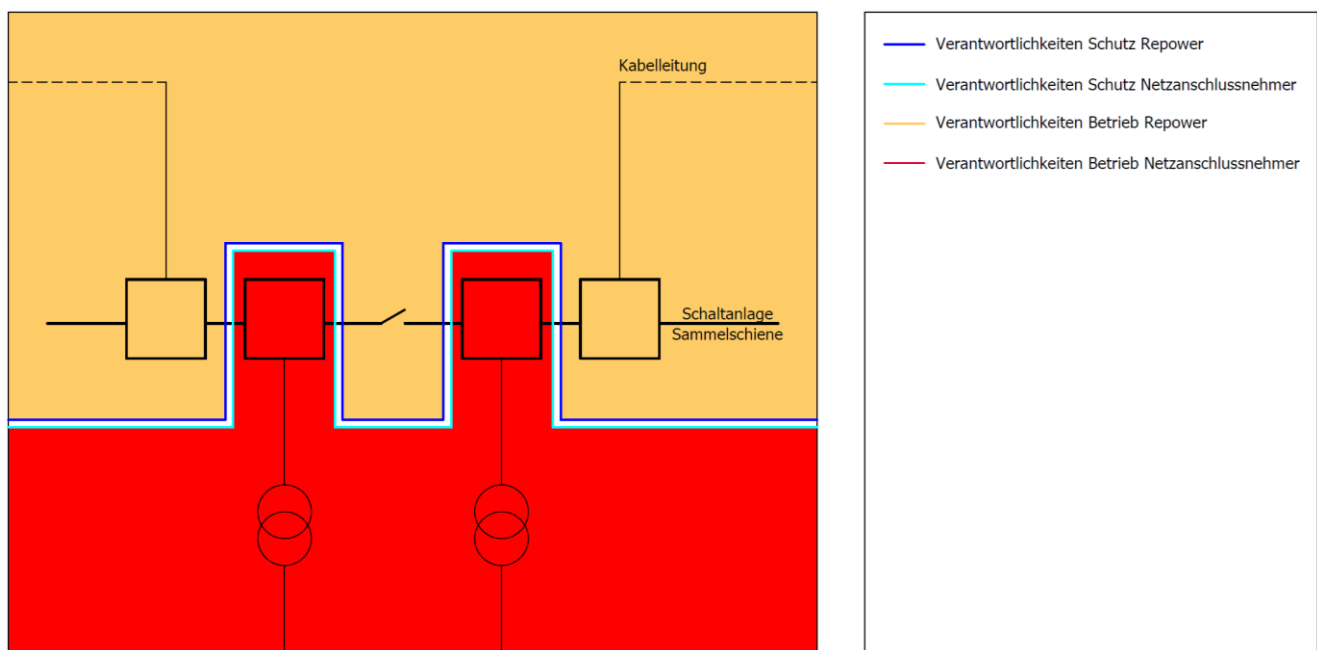 Kabelleitung
Schaltanlage
Sammelschiene
Verantwortlichkeiten Schutz Repower
Verantwortlichkeiten Schutz Netzanschlussnehmer
Verantwortlichkeiten Betrieb Repower
Verantwortlichkeiten Betrieb Netzanschlussnehmer